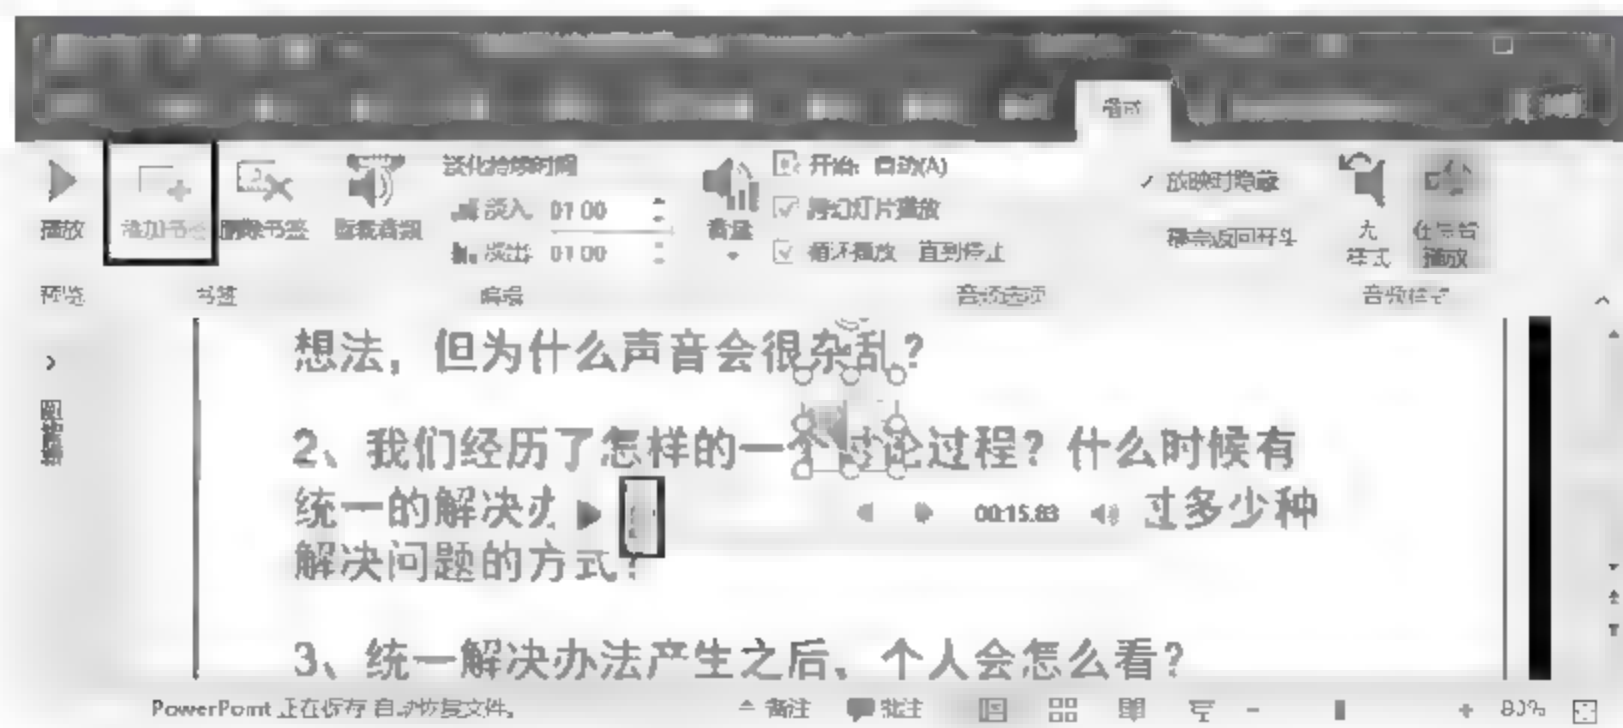 格式
淡化持续时间
开始: 自动(A)
放映时隐藏
淡入: 01.00
跨幻灯片播放
播放
添加书签
删除书签
剪裁音频
音量
无
样式
在后台
播放
淡出: 01.00
循环播放
直到停止
播完返回开头
预览
书签
编辑
音频选项
音频样式
想法，但为什么声音会很杂乱？
缩略图
2、我们经历了怎样的一个讨论过程？什么时候有
统一的解决办
00:15.83
过多少种
解决问题的方式？
3、统一解决办法产生之后，个人会怎么看？
PowerPoint 正在保存 自动恢复文件。
备注
批注
80%